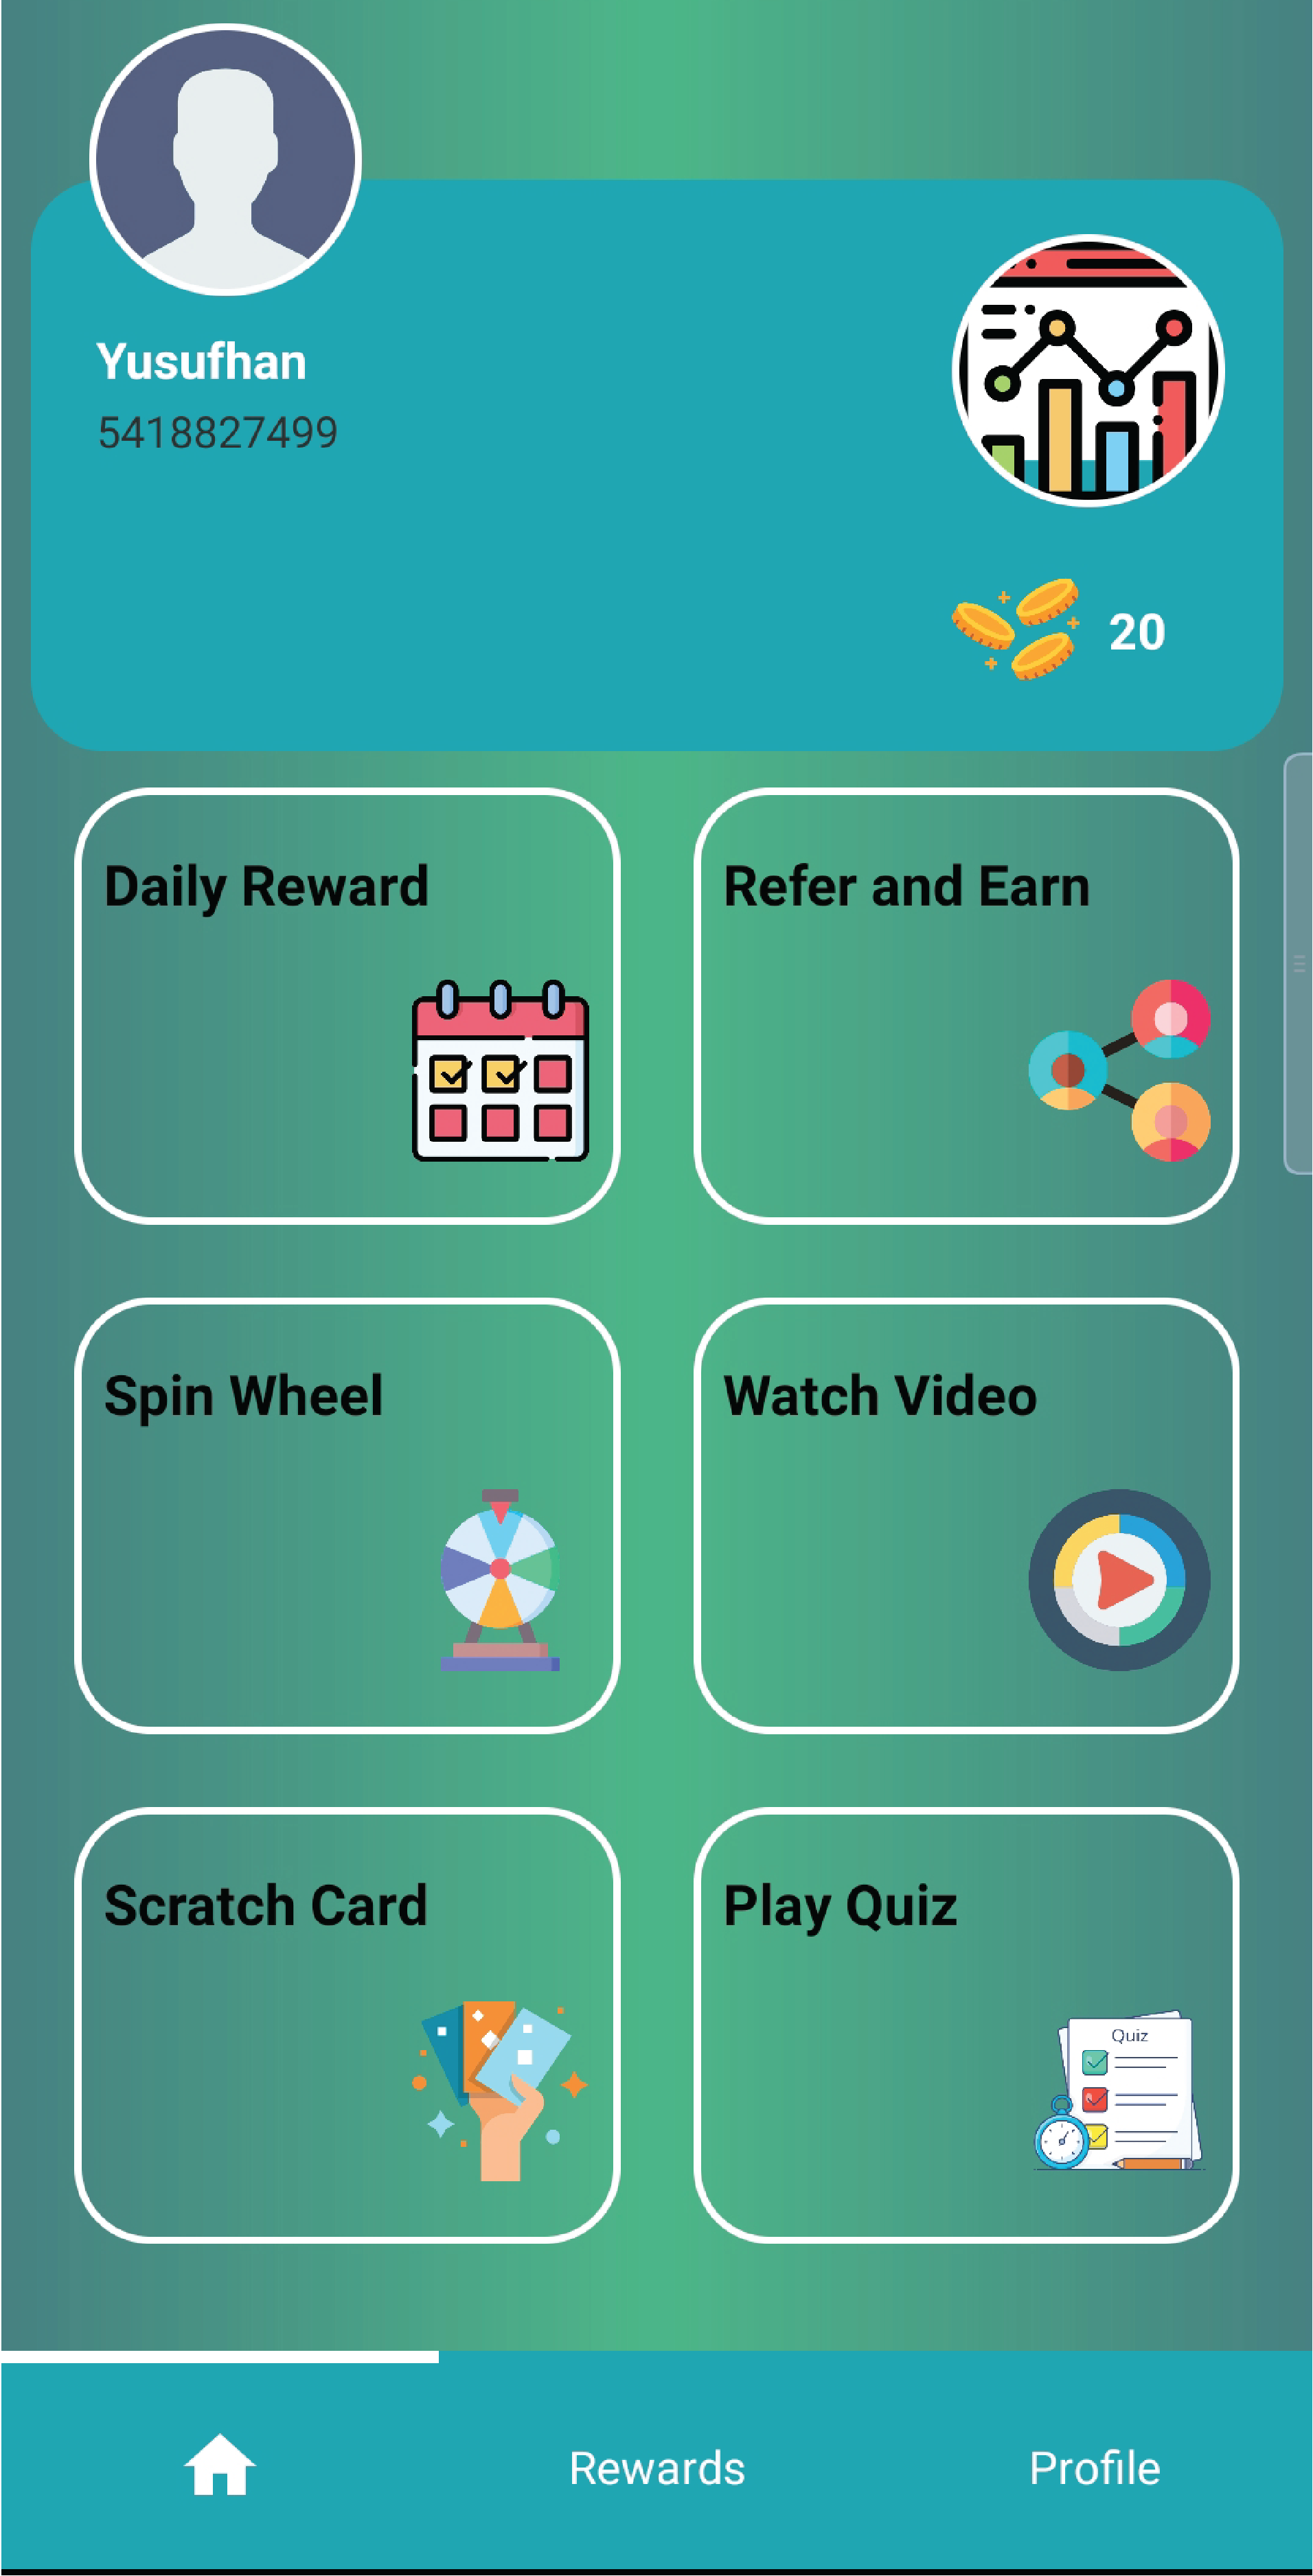 Yusufhan
5418827499
20
Daily Reward
Refer and Earn
Spin Wheel
Watch Video
Scratch Card
Play Quiz
Quiz
Rewards
Profile